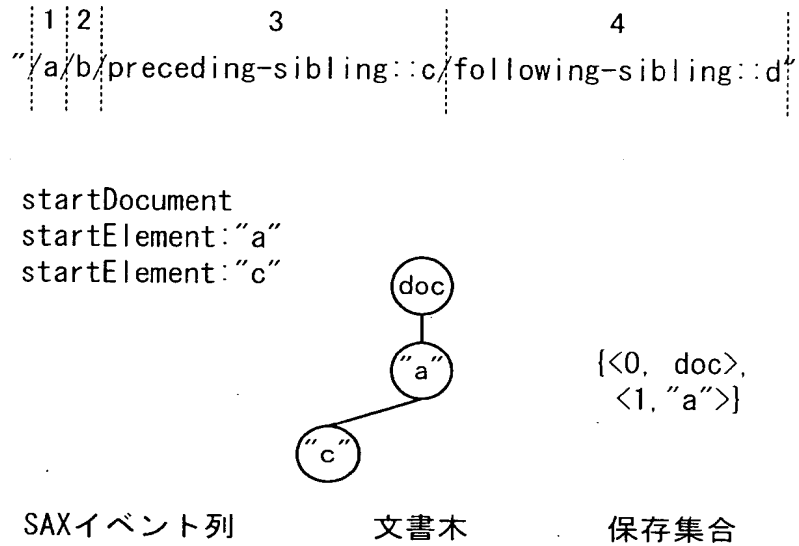 1 2 3 4
"/a/b/preceding-sibling::c/following-sibling::d"
startDocument
startElement:"a"
startElement:"c"
doc
"a"
"c"
{<0, doc>,
<1,"a">}
SAXイベント列 文書木 保存集合